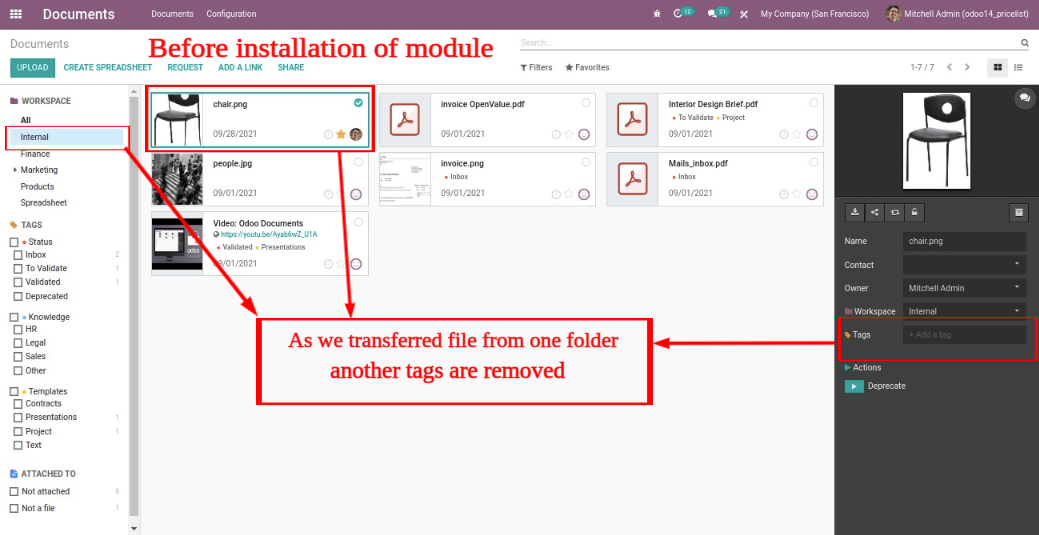 Documents
Documents Configuration
12
21
My Company (San Francisco)
Mitchell Admin (odoo14_pricelist)
Documents
Before installation of module
Search...
UPLOAD CREATE SPREADSHEET REQUEST ADD A LINK SHARE
Filters Favorites
1-7 / 7
WORKSPACE
All
Internal
Finance
Marketing
Products
Spreadsheet
TAGS
Status
Inbox 2
To Validate 1
Validated 1
Deprecated
Knowledge
HR
Legal
Sales
Other
Templates
Contracts
Presentations 1
Project 1
Text
ATTACHED TO
Not attached 6
Not a file 1
chair.png
09/28/2021
invoice OpenValue.pdf
09/01/2021
Interior Design Brief.pdf
To Validate Project
09/01/2021
people.jpg
09/01/2021
invoice.png
Inbox
09/01/2021
Mails_inbox.pdf
Inbox
09/01/2021
odoo
Video: Odoo Documents
https://youtu.be/Ayab6wZ_U1A
Validated Presentations
09/01/2021
As we transferred file from one folder
another tags are removed
Name chair.png
Contact
Owner Mitchell Admin
Workspace Internal
Tags + Add a tag
Actions
Deprecate